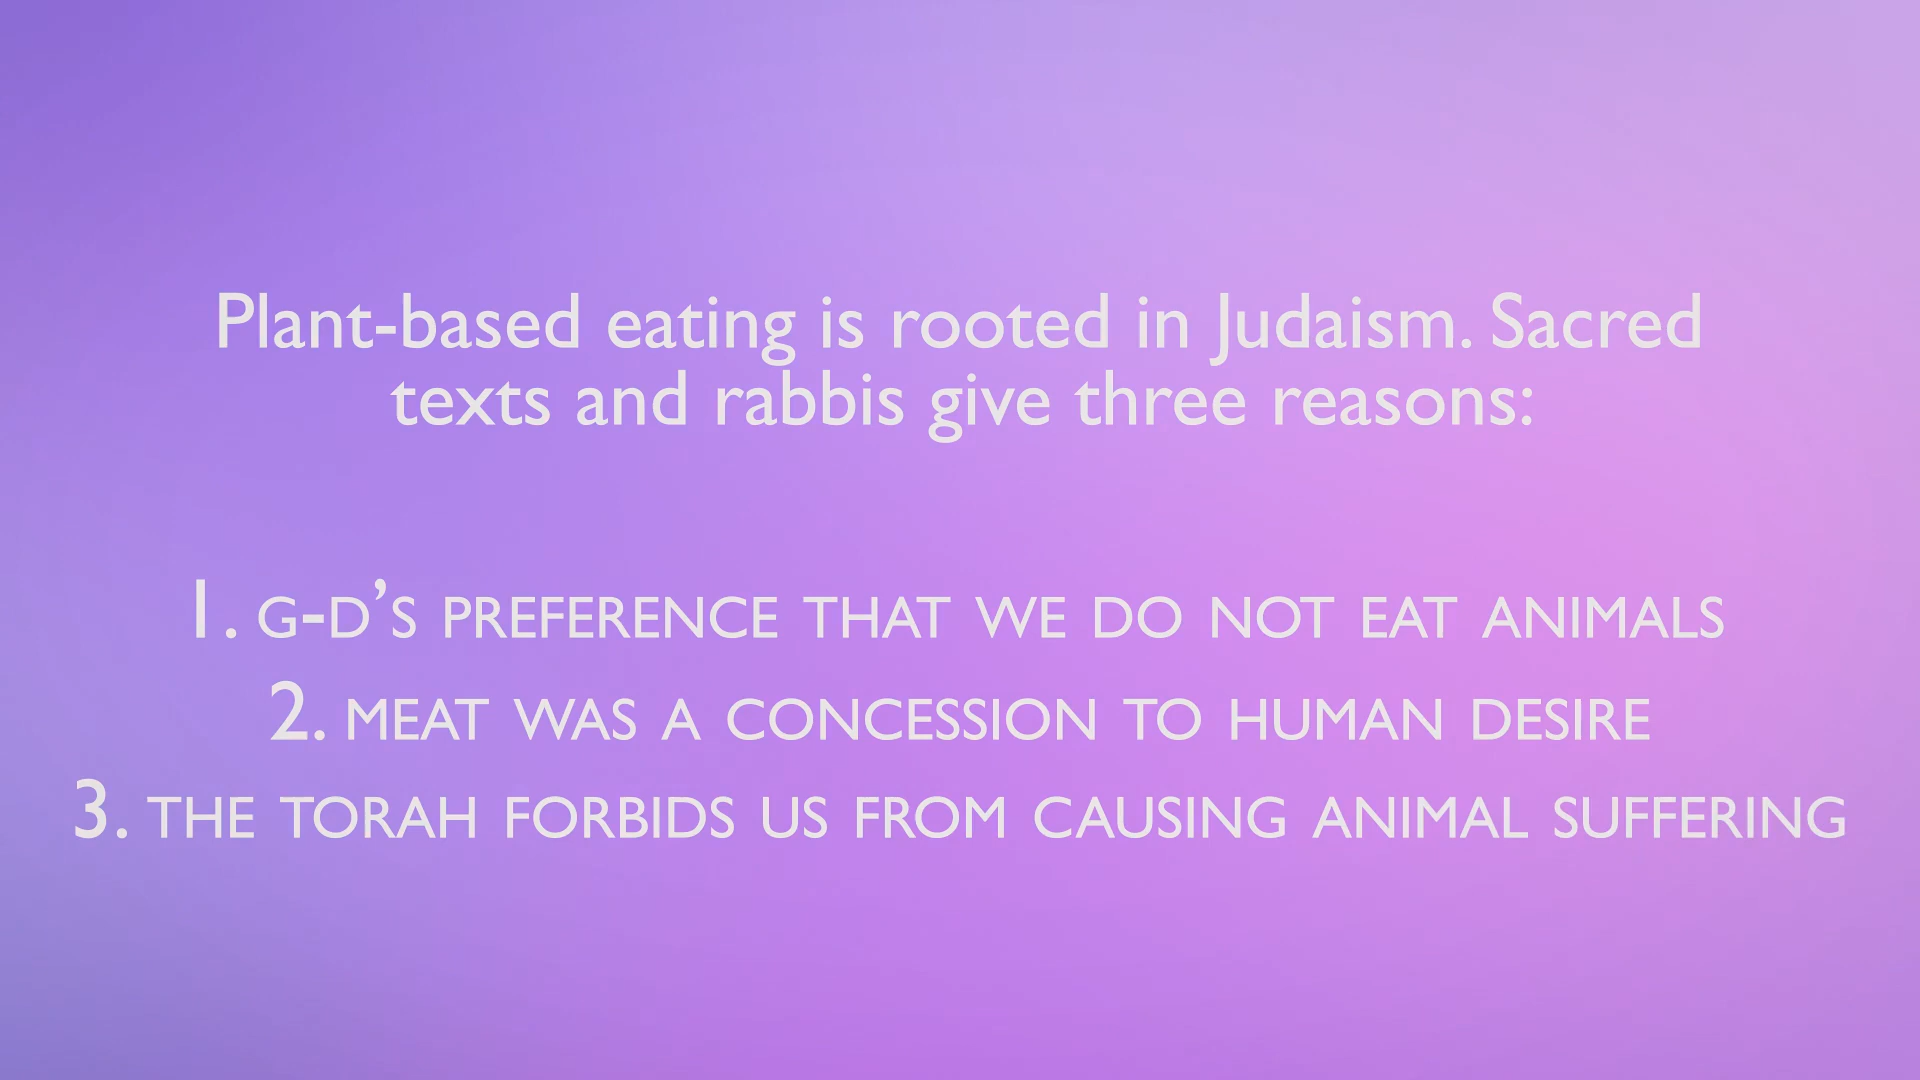 Plant-based eating is rooted in Judaism. Sacred
texts and rabbis give three reasons:
1. G-D’S PREFERENCE THAT WE DO NOT EAT ANIMALS
2. MEAT WAS A CONCESSION TO HUMAN DESIRE
3. THE TORAH FORBIDS US FROM CAUSING ANIMAL SUFFERING